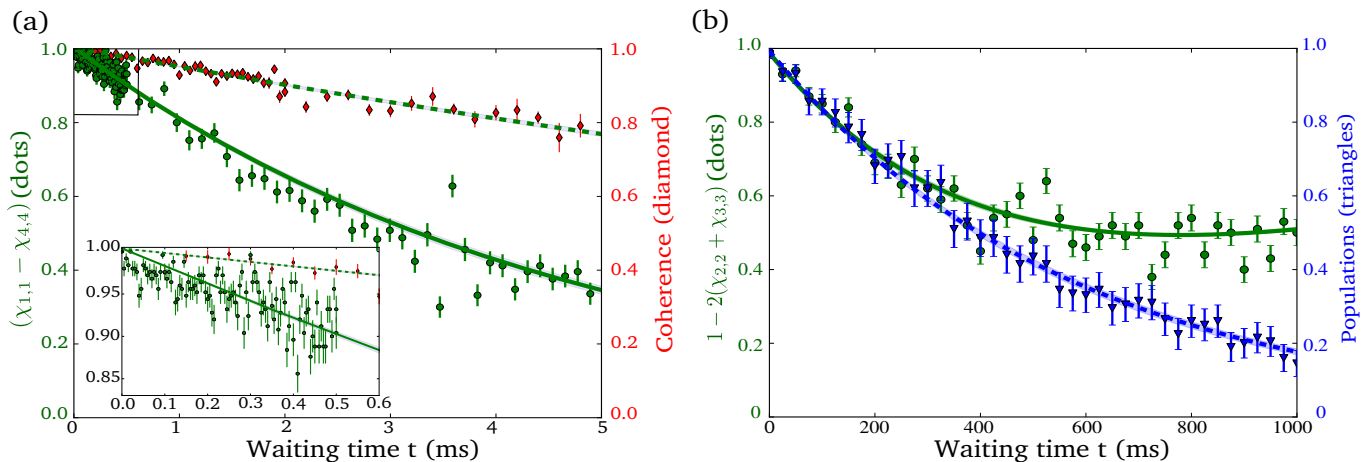 (a)
(χ1,1 − χ4,4) (dots)
1.0
0.8
0.6
0.4
0.2
0.0
0 1 2 3 4 5
Waiting time t (ms)
1.0
0.8
0.6
0.4
0.2
0.0
Coherence (diamond)
1.00
0.95
0.90
0.85
0.0 0.1 0.2 0.3 0.4 0.5 0.6
(b)
1 − 2(χ2,2 + χ3,3) (dots)
1.0
0.8
0.6
0.4
0.2
0.0
0 200 400 600 800 1000
Waiting time t (ms)
1.0
0.8
0.6
0.4
0.2
0
Populations (triangles)